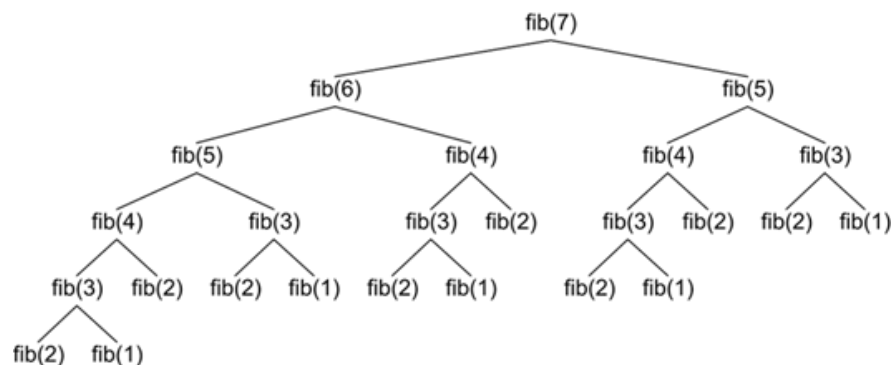 fib(7)
fib(6) fib(5)
fib(5) fib(4) fib(4) fib(3)
fib(4) fib(3) fib(3) fib(2) fib(3) fib(2) fib(2) fib(1)
fib(3) fib(2) fib(2) fib(1) fib(2) fib(1) fib(2) fib(1)
fib(2) fib(1)